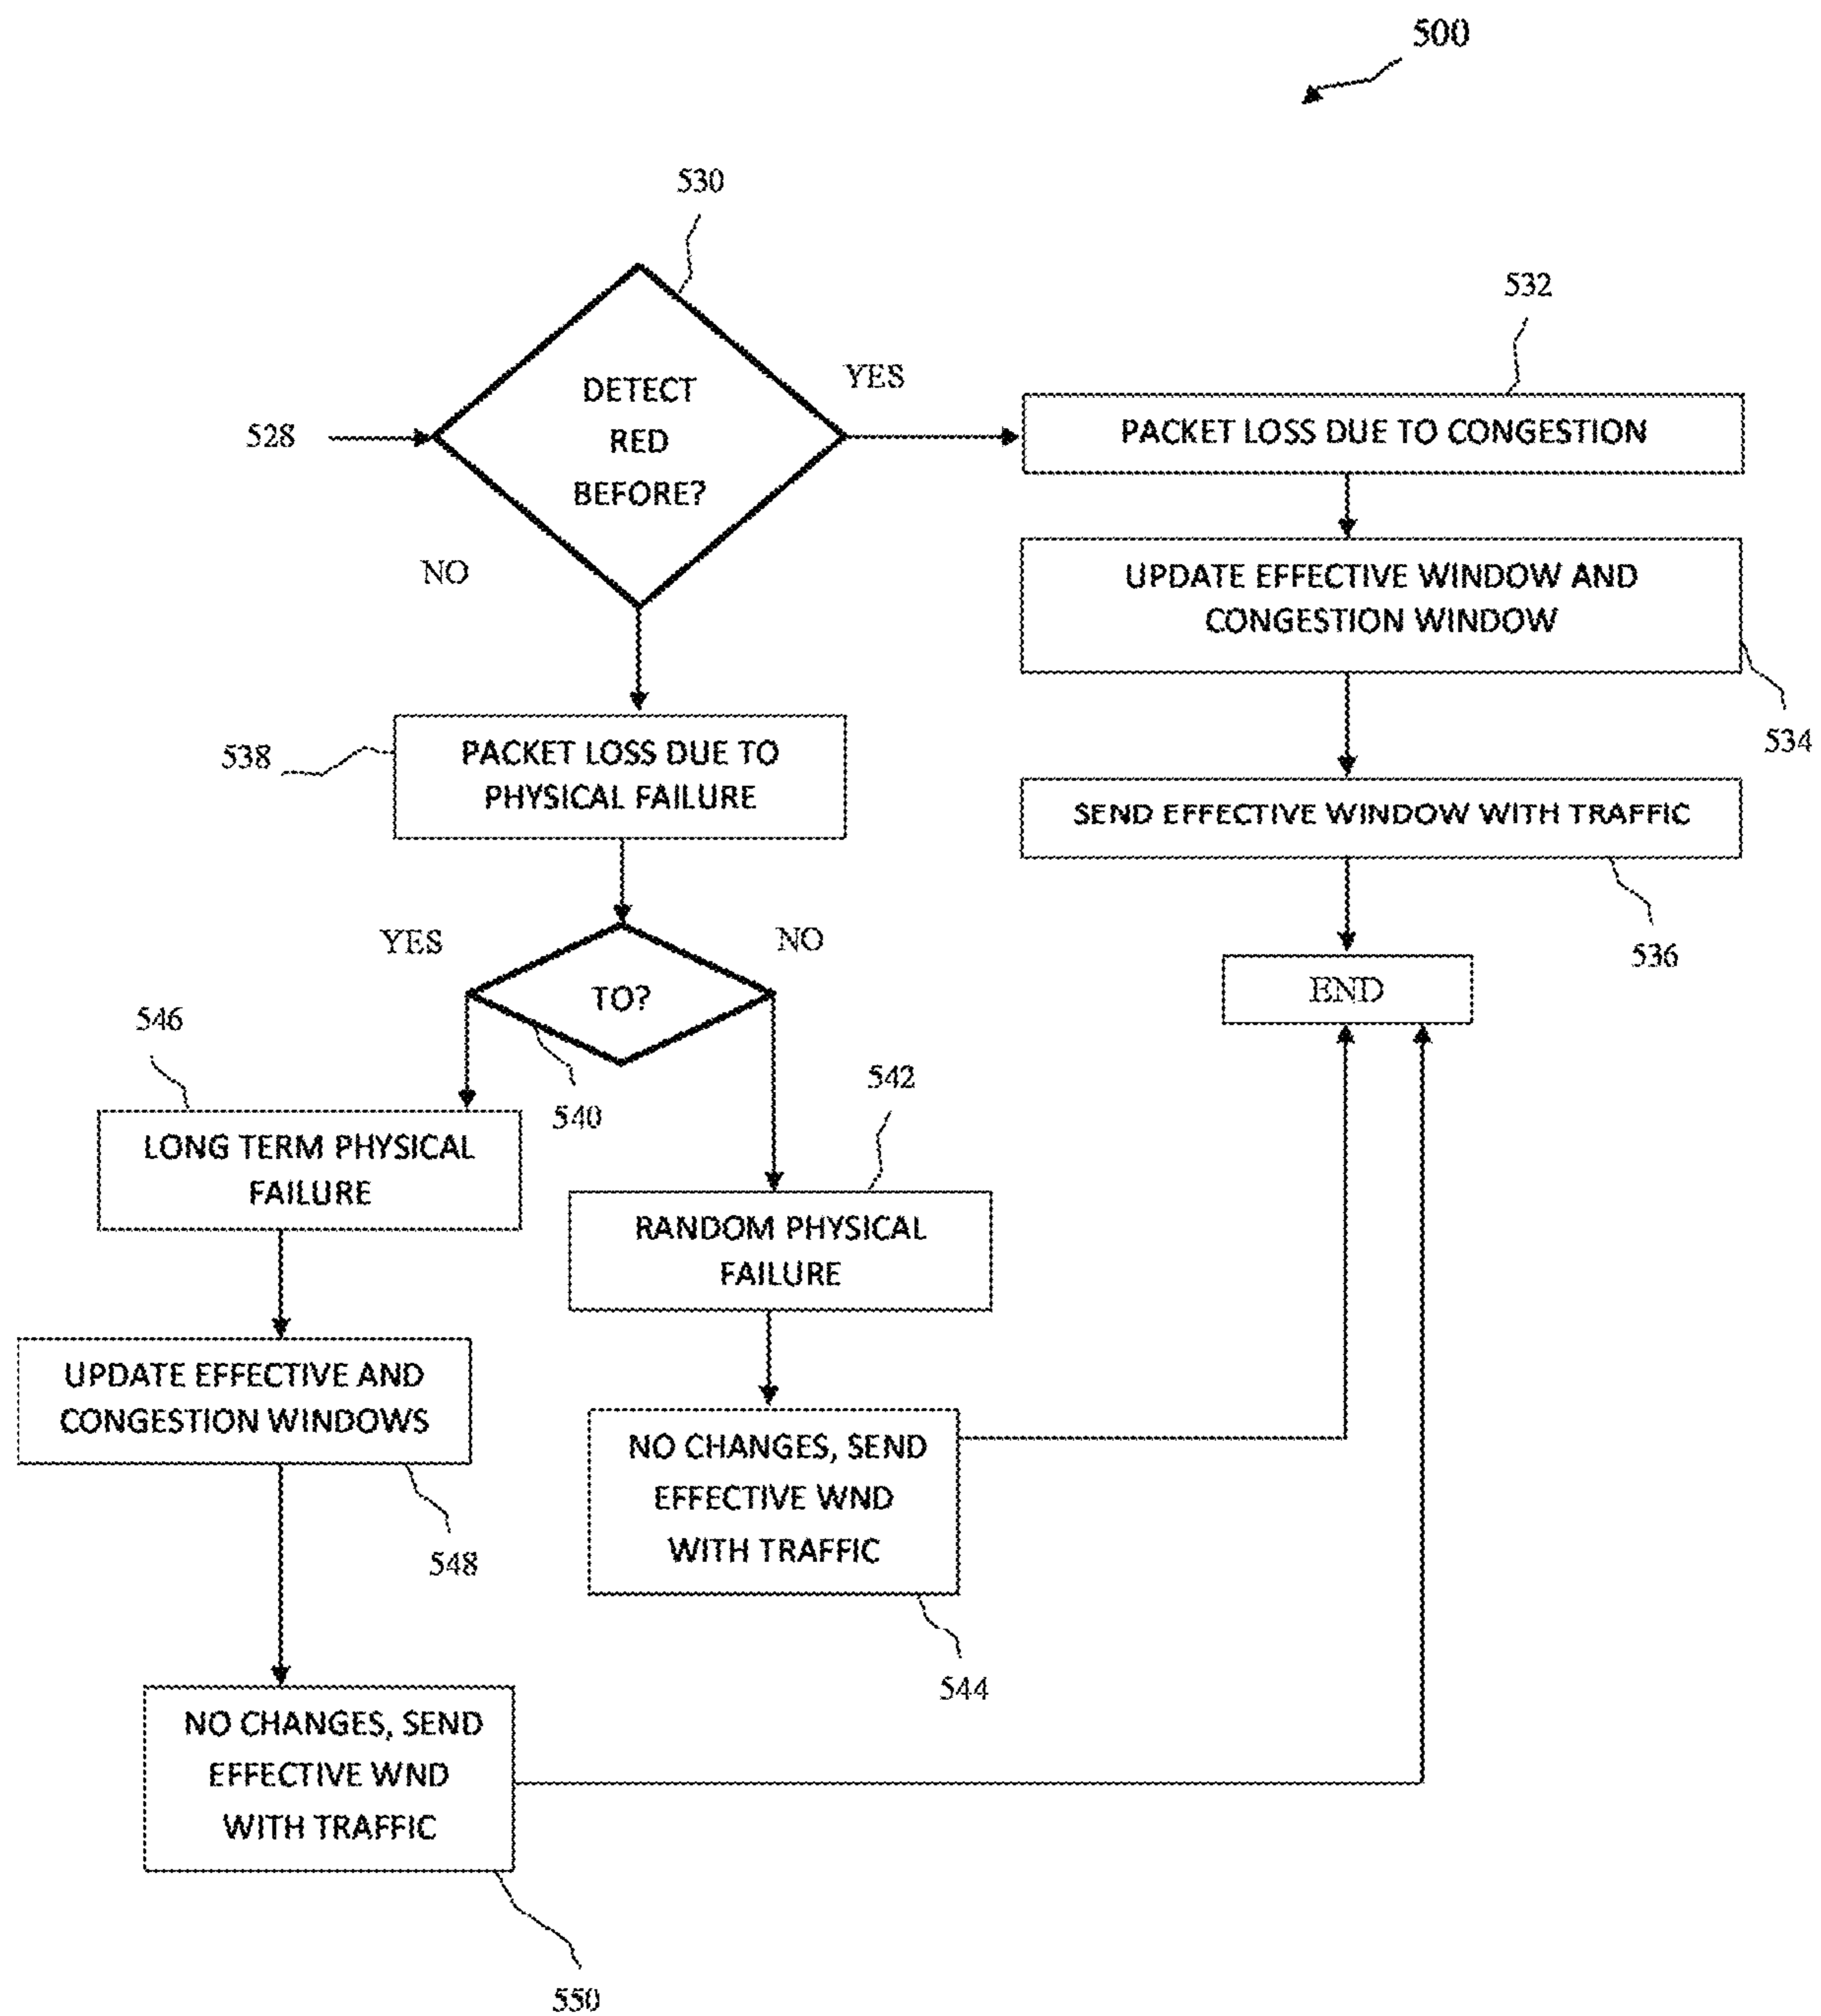 500
530
532
DETECT
RED
BEFORE?
YES
528
PACKET LOSS DUE TO CONGESTION
NO
UPDATE EFFECTIVE WINDOW AND
CONGESTION WINDOW
534
538
PACKET LOSS DUE TO
PHYSICAL FAILURE
SEND EFFECTIVE WINDOW WITH TRAFFIC
536
YES
NO
TO?
END
546
540
542
LONG TERM PHYSICAL
FAILURE
RANDOM PHYSICAL
FAILURE
UPDATE EFFECTIVE AND
CONGESTION WINDOWS
548
NO CHANGES, SEND
EFFECTIVE WND
WITH TRAFFIC
544
NO CHANGES, SEND
EFFECTIVE WND
WITH TRAFFIC
550